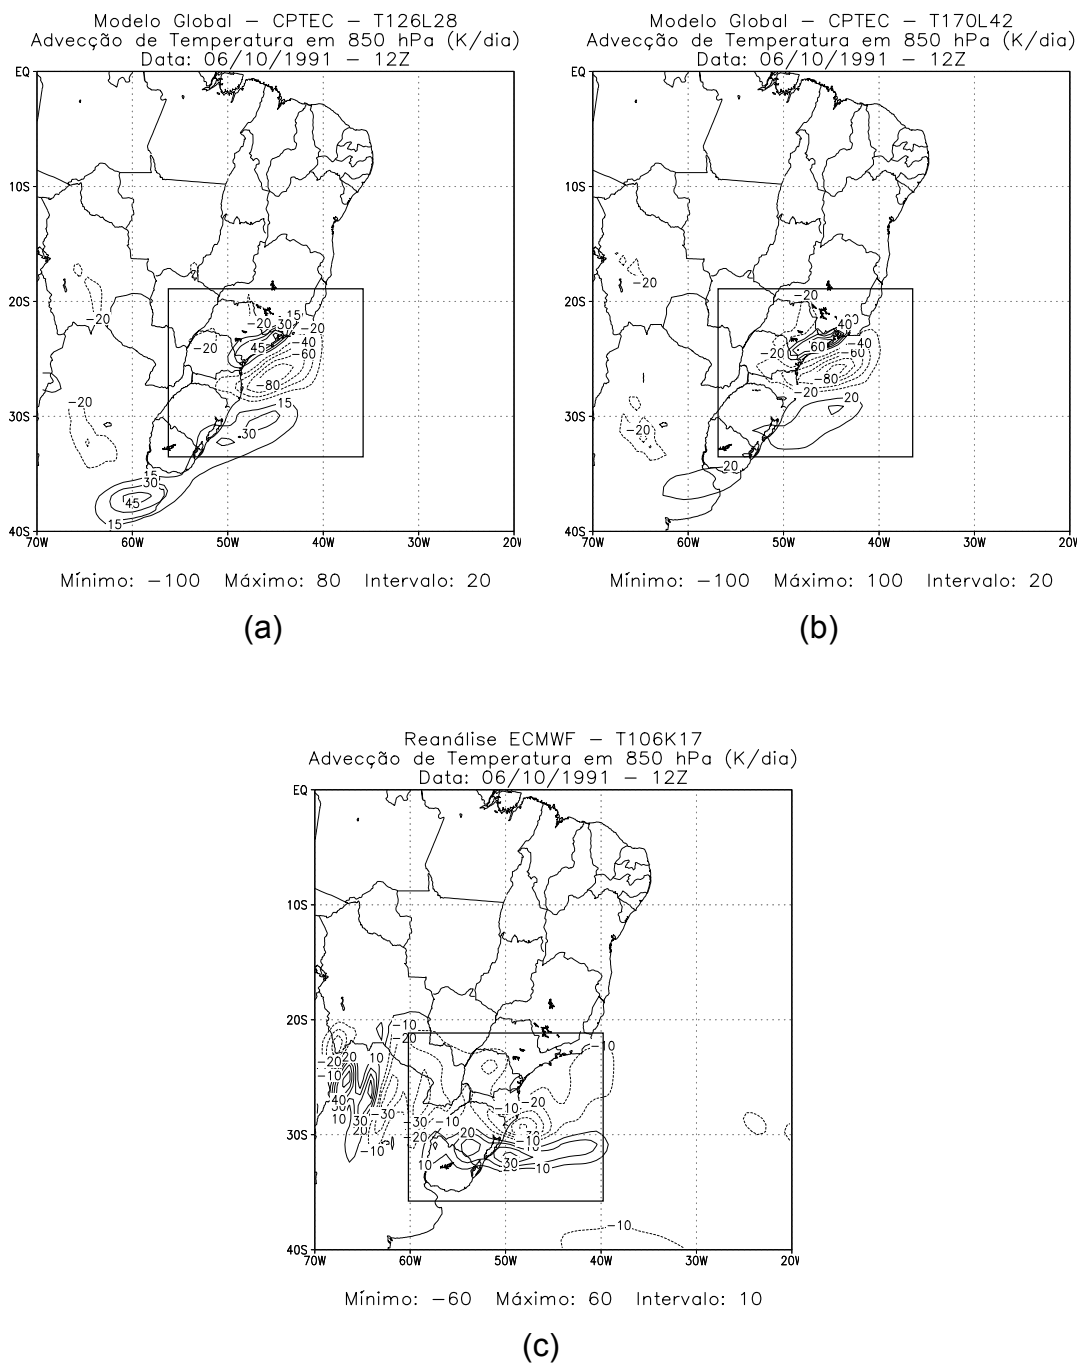 Modelo Global – CPTEC – T126L28
Advecção de Temperatura em 850 hPa (K/dia)
Data: 06/10/1991 – 12Z
EQ
10S
20S
30S
40S
70W 60W 50W 40W 30W 20W
-20
-20
-20
-20
15
30
-20
-40
-60
45
-80
15
30
15
30
45
15
Mínimo: -100 Máximo: 80 Intervalo: 20
(a)
Modelo Global – CPTEC – T170L42
Advecção de Temperatura em 850 hPa (K/dia)
Data: 06/10/1991 – 12Z
EQ
10S
20S
30S
40S
70W 60W 50W 40W 30W 20W
-20
-20
40
-40
-20
60
-60
-80
-20
20
-20
20
Mínimo: -100 Máximo: 100 Intervalo: 20
(b)
Reanálise ECMWF – T106K17
Advecção de Temperatura em 850 hPa (K/dia)
Data: 06/10/1991 – 12Z
EQ
10S
20S
30S
40S
70W 60W 50W 40W 30W 20W
-10
-20
-10
-20
20
10
-10
10
40
-20
-10
10
30
-30
-30
-10
20
-20
20
-10
-10
10
30
10
-10
Mínimo: -60 Máximo: 60 Intervalo: 10
(c)